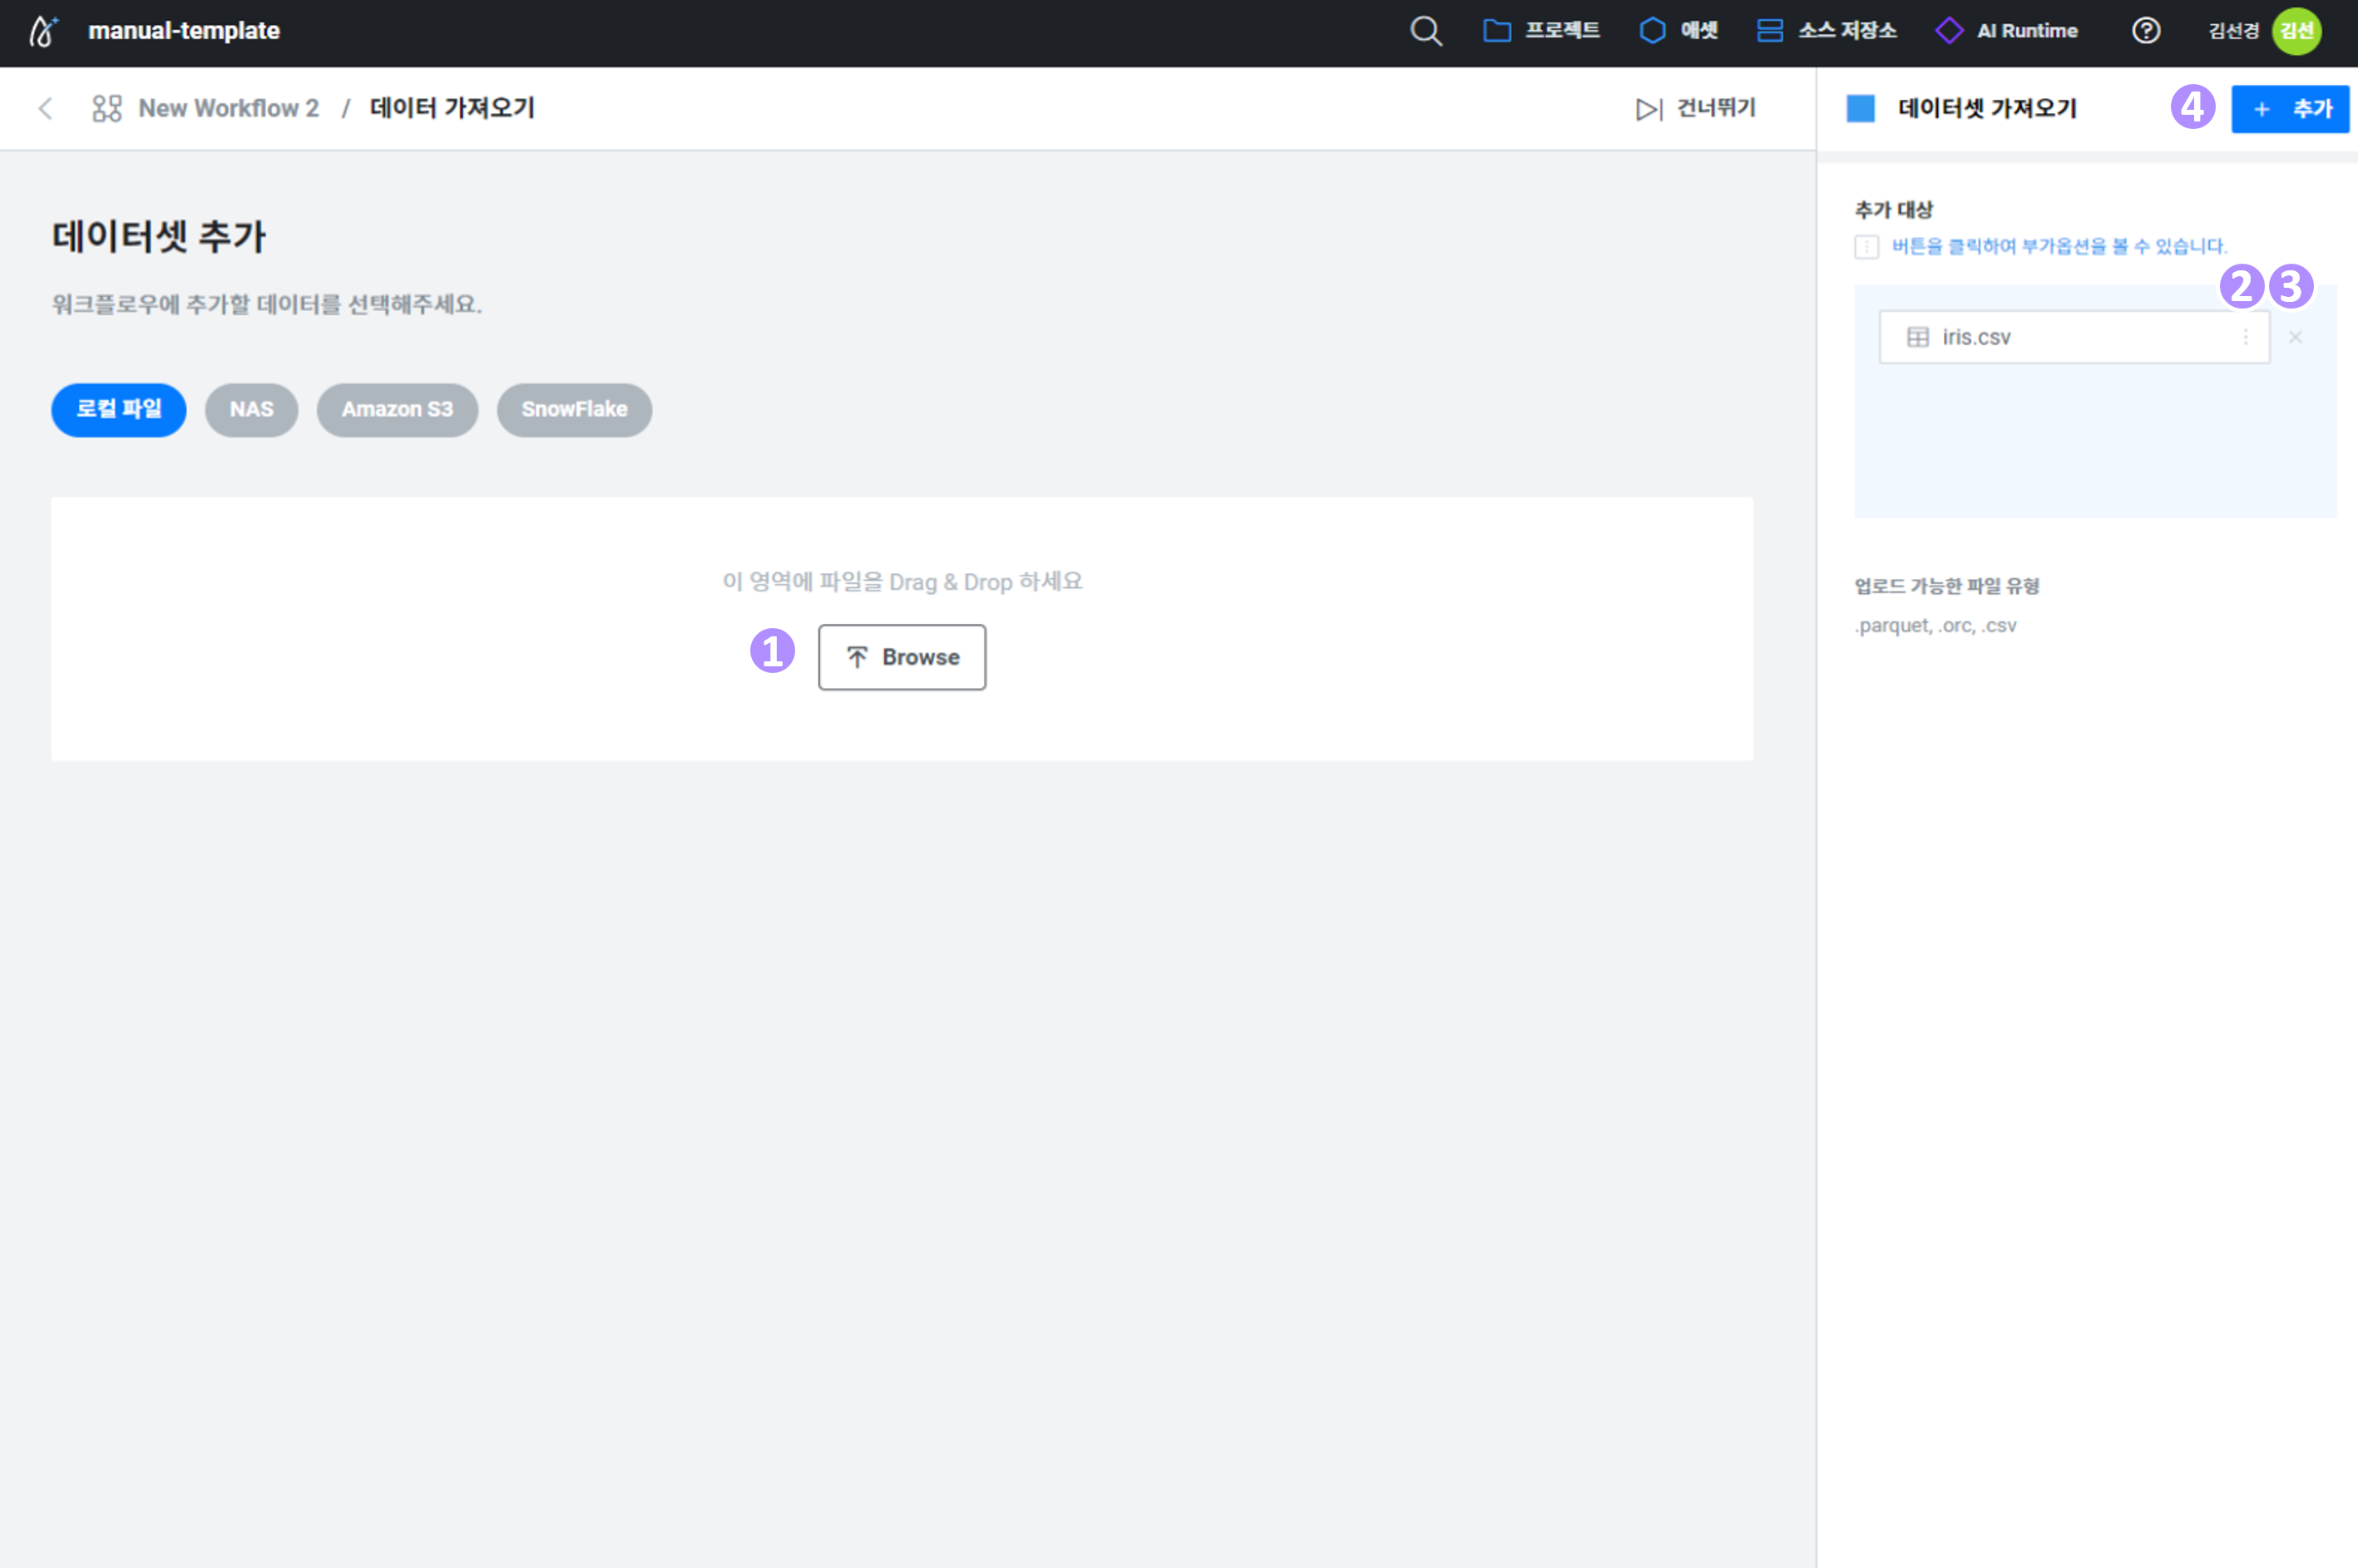 manual-template
프로젝트
애셋
소스 저장소
AI Runtime
김선경
김선
New Workflow 2 / 데이터 가져오기
건너뛰기
데이터셋 가져오기
4
+ 추가
데이터셋 추가
워크플로우에 추가할 데이터를 선택해주세요.
로컬 파일
NAS
Amazon S3
SnowFlake
이 영역에 파일을 Drag & Drop 하세요
1
Browse
추가 대상
버튼을 클릭하여 부가옵션을 볼 수 있습니다.
2 3
iris.csv
업로드 가능한 파일 유형
.parquet, .orc, .csv